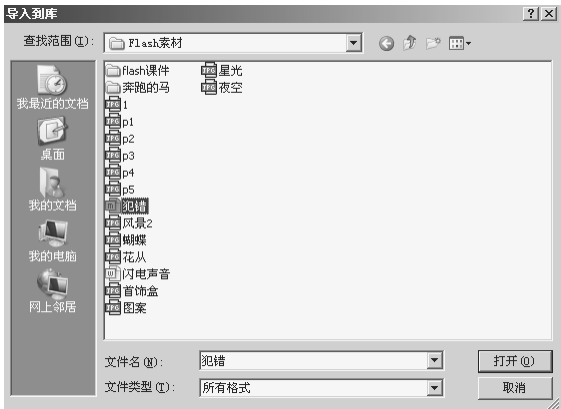 导入到库
查找范围(I):
Flash素材
我最近的文档
桌面
我的文档
我的电脑
网上邻居
flash课件
奔跑的马
1
p1
p2
p3
p4
p5
犯错
风景2
蝴蝶
花从
闪电声音
首饰盒
图案
星光
夜空
文件名(N):
犯错
打开(O)
文件类型(T):
所有格式
取消